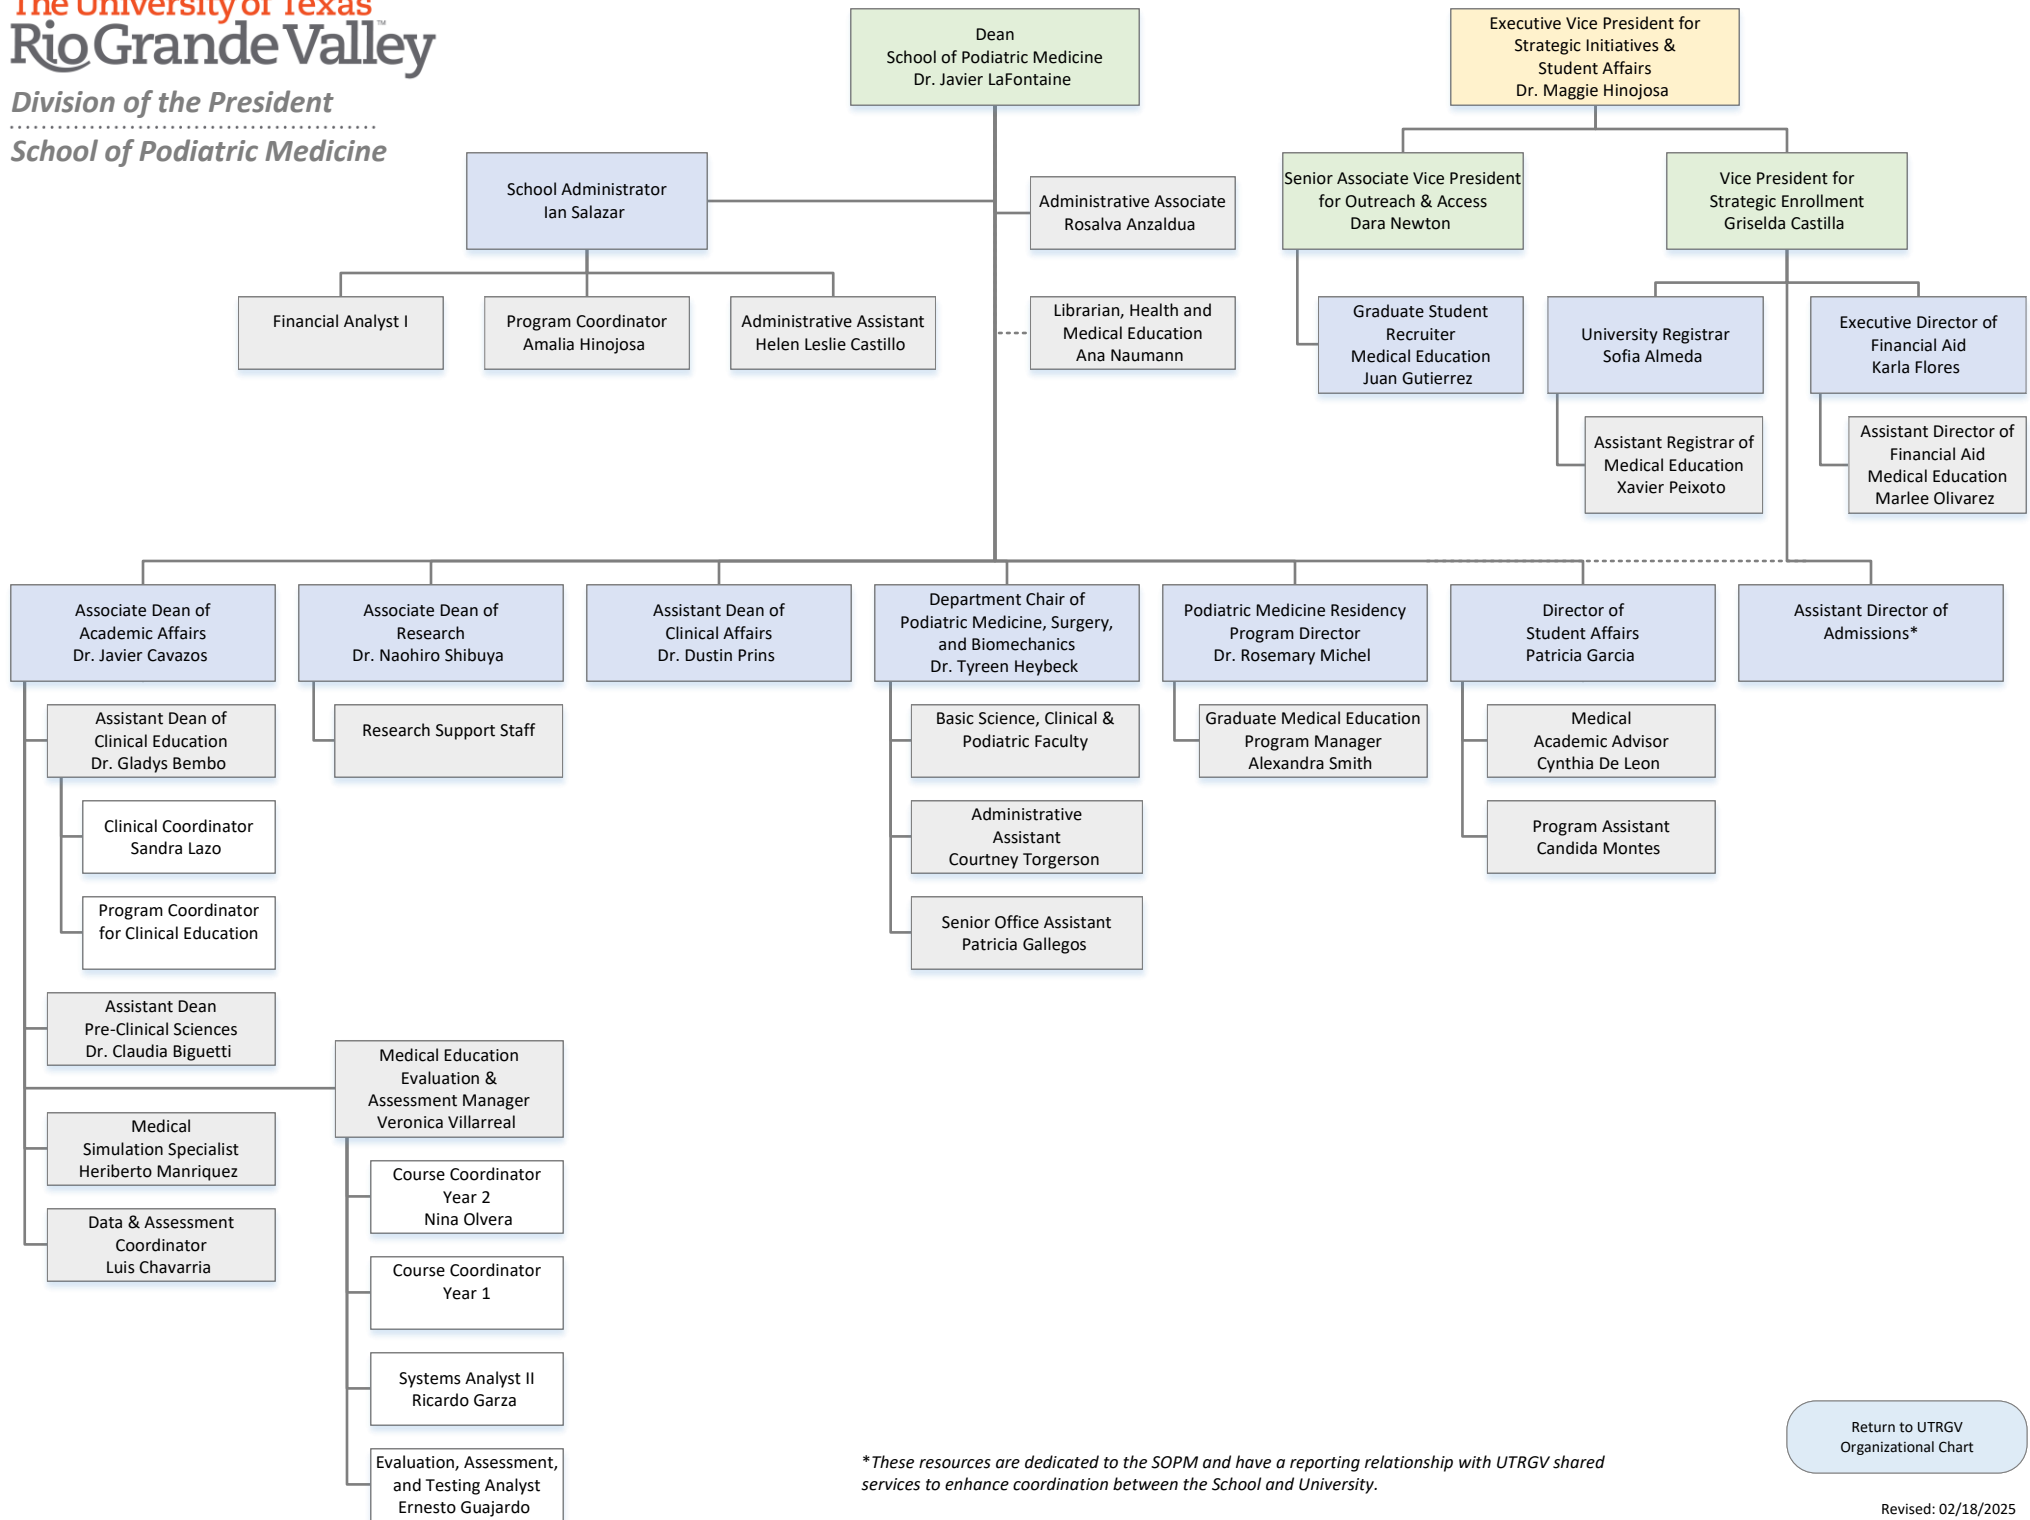 The University of Texas
Rio Grande Valley™
Division of the President
School of Podiatric Medicine
Dean
School of Podiatric Medicine
Dr. Javier LaFontaine
Executive Vice President for
Strategic Initiatives &
Student Affairs
Dr. Maggie Hinojosa
School Administrator
Ian Salazar
Administrative Associate
Rosalva Anzaldua
Senior Associate Vice President
for Outreach & Access
Dara Newton
Vice President for
Strategic Enrollment
Griselda Castilla
Financial Analyst I
Program Coordinator
Amalia Hinojosa
Administrative Assistant
Helen Leslie Castillo
Librarian, Health and
Medical Education
Ana Naumann
Graduate Student
Recruiter
Medical Education
Juan Gutierrez
University Registrar
Sofia Almeda
Executive Director of
Financial Aid
Karla Flores
Assistant Registrar of
Medical Education
Xavier Peixoto
Assistant Director of
Financial Aid
Medical Education
Marlee Olivarez
Associate Dean of
Academic Affairs
Dr. Javier Cavazos
Associate Dean of
Research
Dr. Naohiro Shibuya
Assistant Dean of
Clinical Affairs
Dr. Dustin Prins
Department Chair of
Podiatric Medicine, Surgery,
and Biomechanics
Dr. Tyreen Heybeck
Podiatric Medicine Residency
Program Director
Dr. Rosemary Michel
Director of
Student Affairs
Patricia Garcia
Assistant Director of
Admissions*
Assistant Dean of
Clinical Education
Dr. Gladys Bembo
Research Support Staff
Basic Science, Clinical &
Podiatric Faculty
Graduate Medical Education
Program Manager
Alexandra Smith
Medical
Academic Advisor
Cynthia De Leon
Clinical Coordinator
Sandra Lazo
Administrative
Assistant
Courtney Torgerson
Program Assistant
Candida Montes
Program Coordinator
for Clinical Education
Senior Office Assistant
Patricia Gallegos
Assistant Dean
Pre-Clinical Sciences
Dr. Claudia Biguetti
Medical Education
Evaluation &
Assessment Manager
Veronica Villarreal
Medical
Simulation Specialist
Heriberto Manriquez
Course Coordinator
Year 2
Nina Olvera
Data & Assessment
Coordinator
Luis Chavarria
Course Coordinator
Year 1
Systems Analyst II
Ricardo Garza
Evaluation, Assessment,
and Testing Analyst
Ernesto Guajardo
*These resources are dedicated to the SOPM and have a reporting relationship with UTRGV shared
services to enhance coordination between the School and University.
Return to UTRGV
Organizational Chart
Revised: 02/18/2025